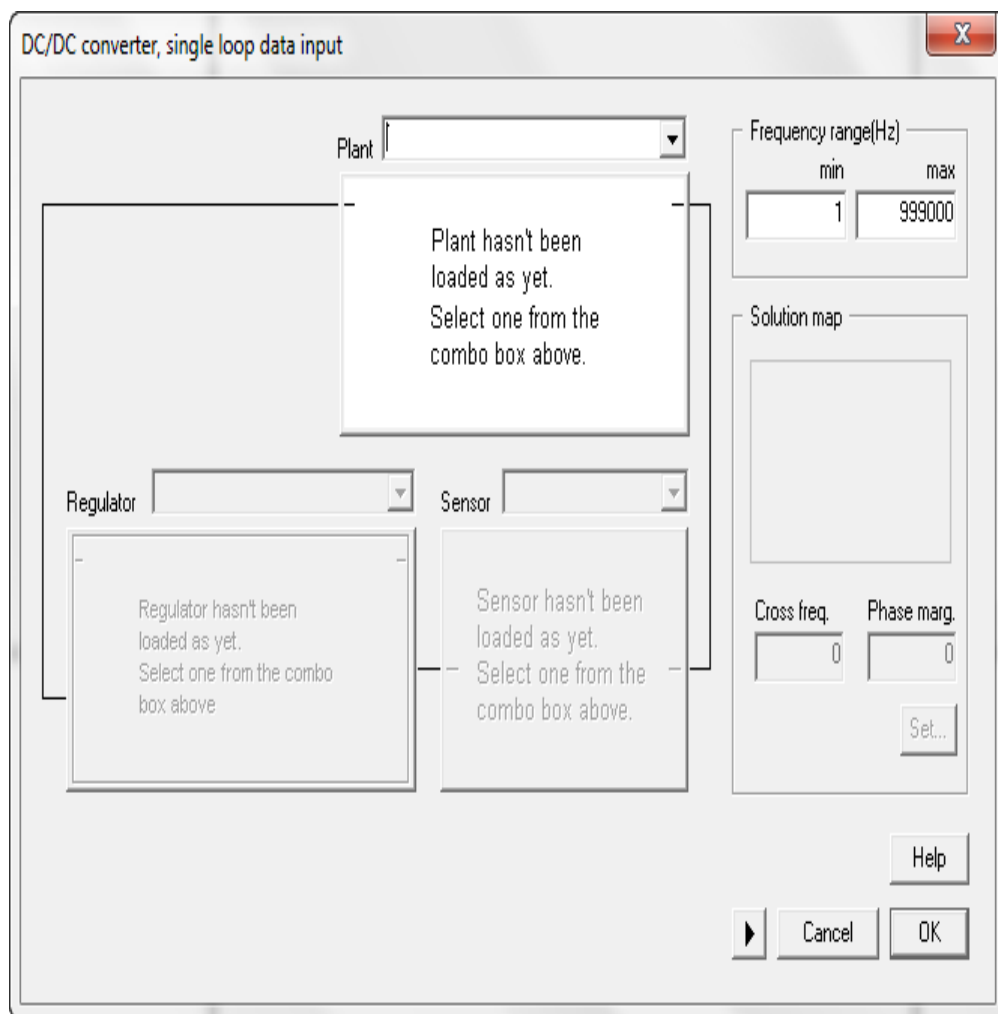 DC/DC converter, single loop data input
X
Plant
Plant hasn't been
loaded as yet.
Select one from the
combo box above.
Frequency range(Hz)
min max
1 999000
Solution map
Regulator
Regulator hasn't been
loaded as yet.
Select one from the combo
box above
Sensor
Sensor hasn't been
loaded as yet.
Select one from the
combo box above.
Cross freq. Phase marg.
0 0
Set...
Help
Cancel OK